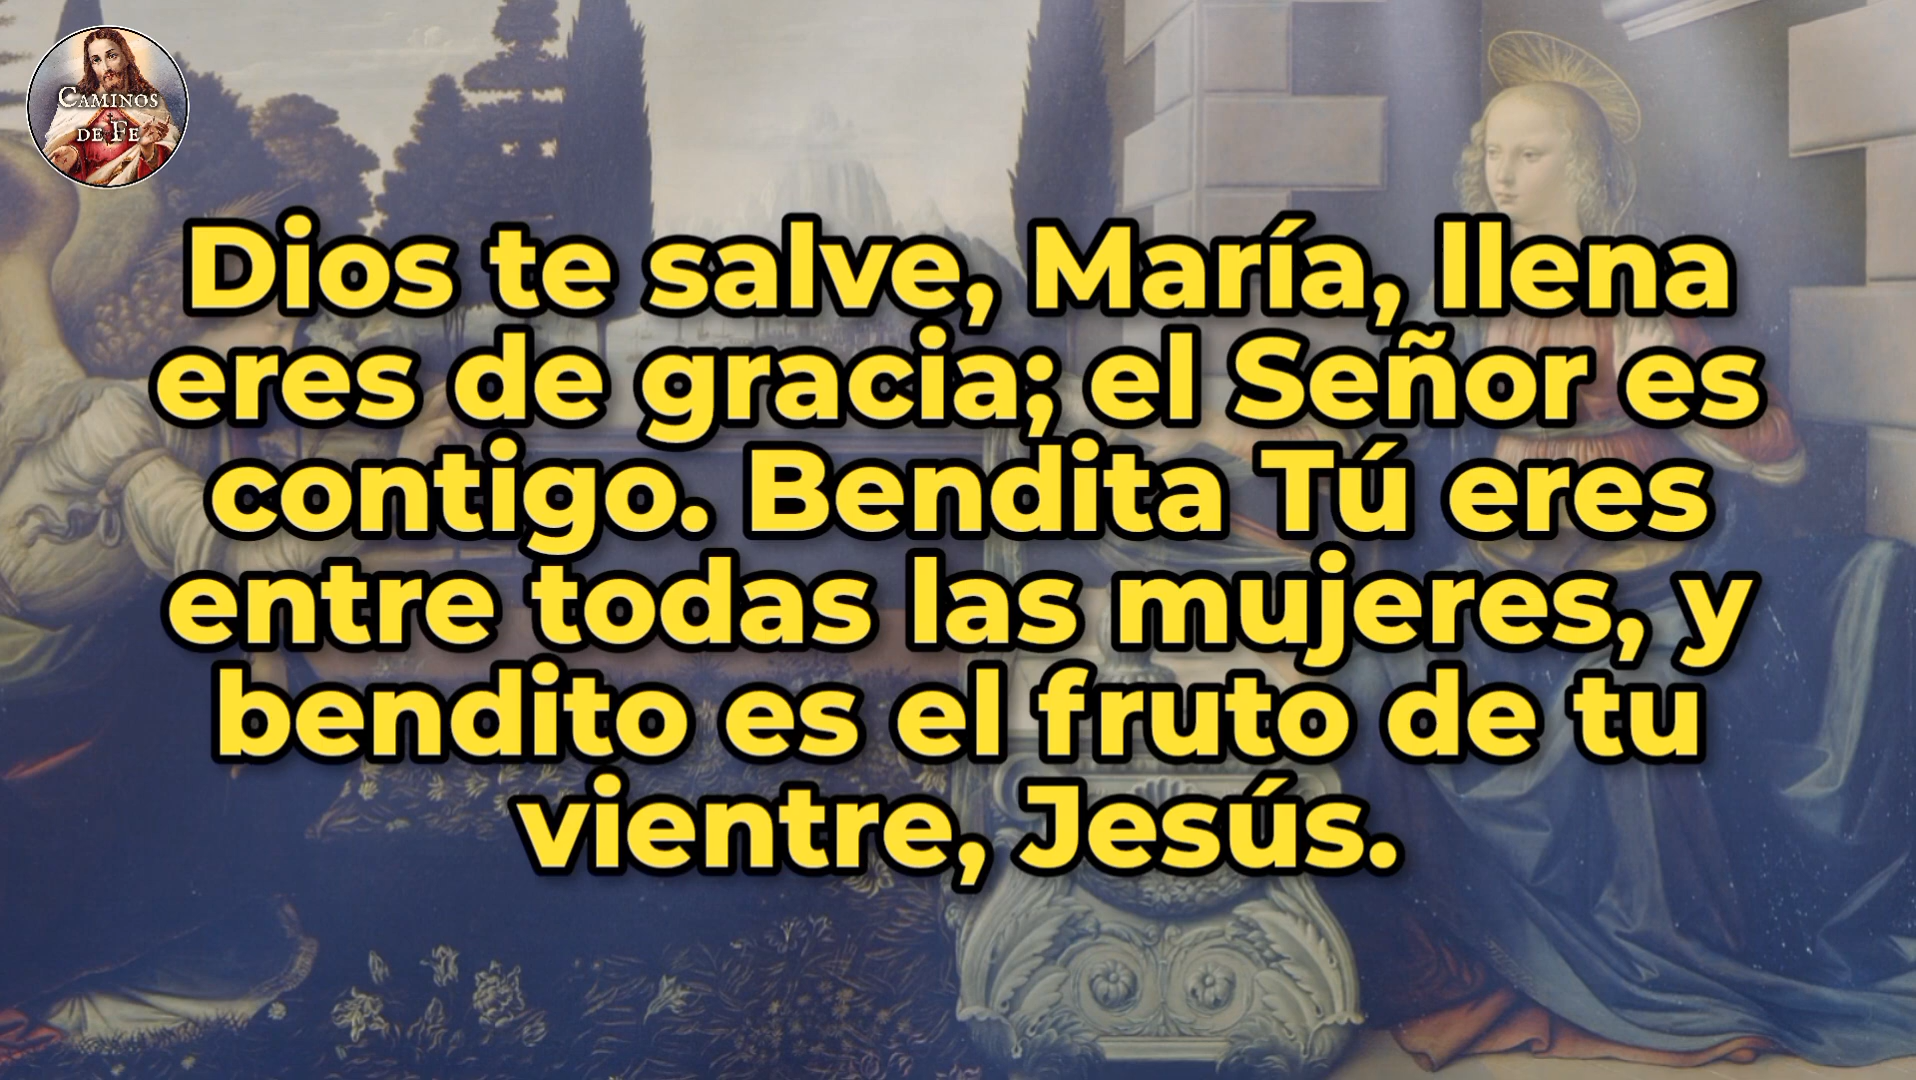 CAMINOS
DE FE
Dios te salve, María, llena
eres de gracia; el Señor es
contigo. Bendita Tú eres
entre todas las mujeres, y
bendito es el fruto de tu
vientre, Jesús.